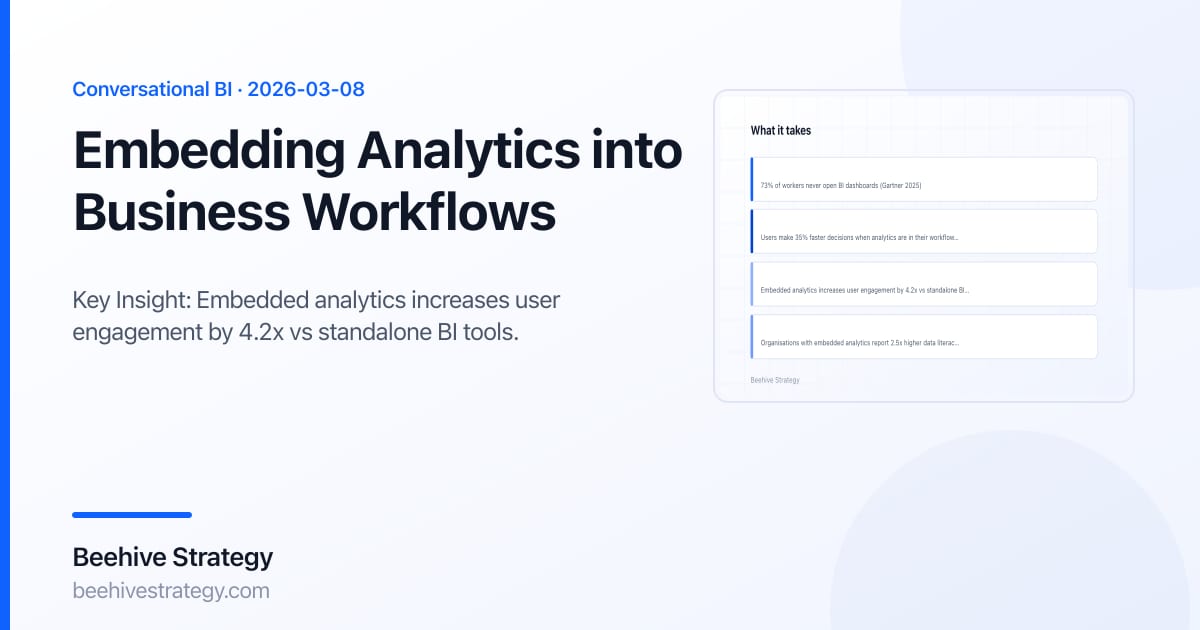 Conversational BI · 2026-03-08
Embedding Analytics into
Business Workflows
Key Insight: Embedded analytics increases user
engagement by 4.2x vs standalone BI tools.
Beehive Strategy
beehivestrategy.com
What it takes
73% of workers never open BI dashboards (Gartner 2025)
Users make 35% faster decisions when analytics are in their workflow...
Embedded analytics increases user engagement by 4.2x vs standalone BI...
Organisations with embedded analytics report 2.5x higher data literac...
Beehive Strategy